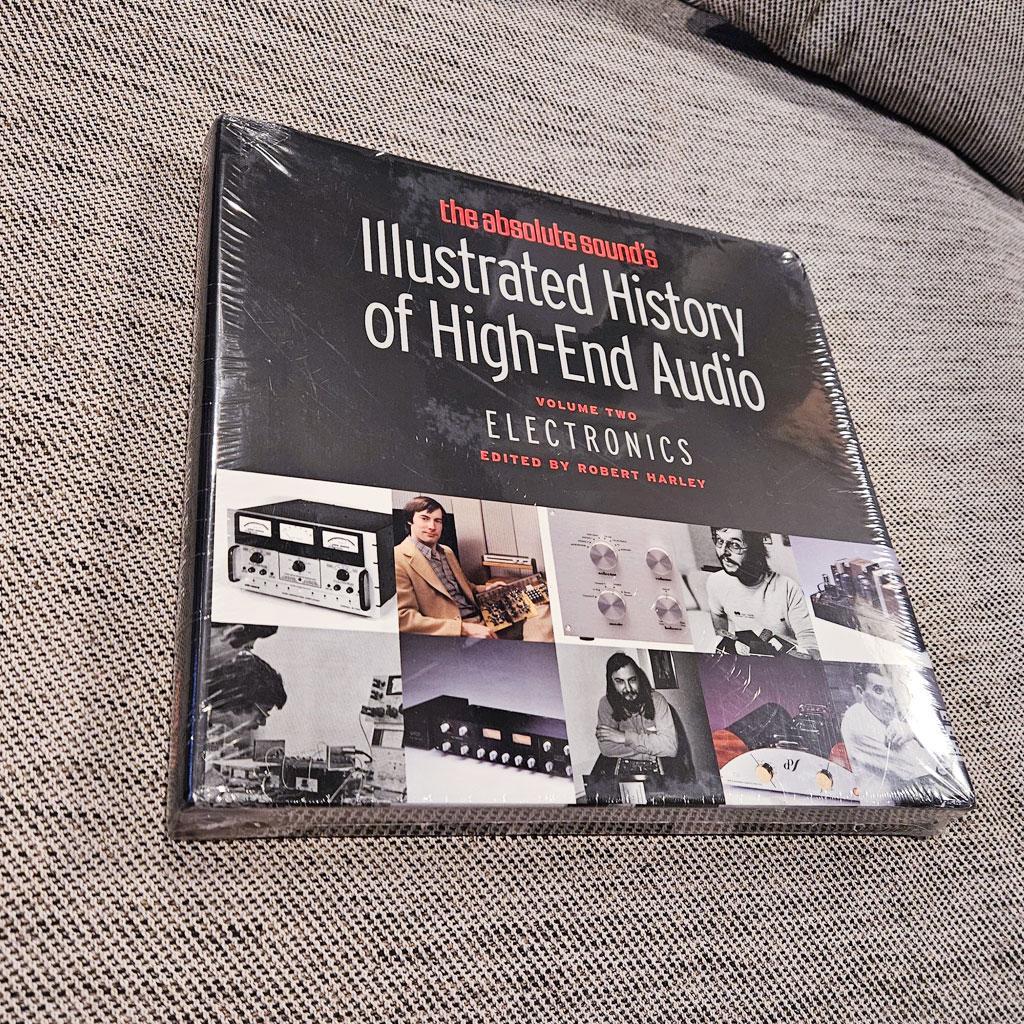 the absolute sound's
Illustrated History
of High-End Audio
VOLUME TWO
ELECTRONICS
EDITED BY ROBERT HARLEY